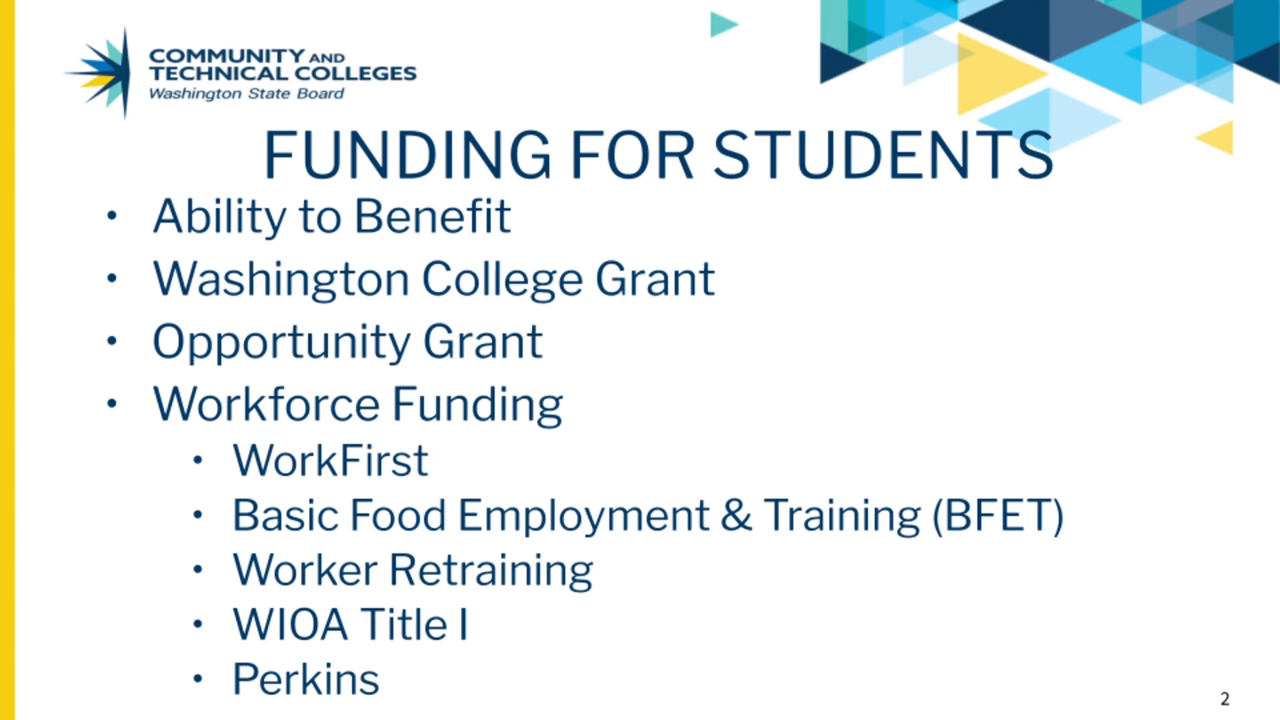 COMMUNITY AND
TECHNICAL COLLEGES
Washington State Board
FUNDING FOR STUDENTS
• Ability to Benefit
• Washington College Grant
• Opportunity Grant
• Workforce Funding
• WorkFirst
• Basic Food Employment & Training (BFET)
• Worker Retraining
• WIOA Title I
• Perkins
2